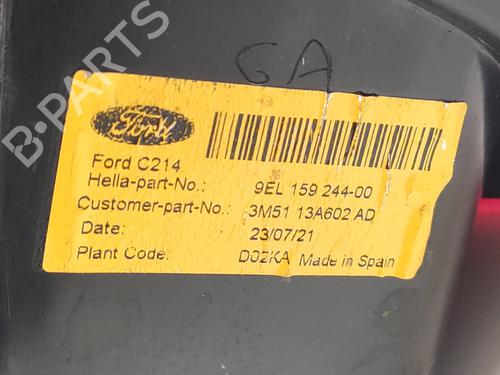 GA
B-PARTS
Ford
Ford C214
Hella-part-No.: 9EL 159 244-00
Customer-part-No.: 3M51 13A602 AD
Date: 23/07/21
Plant Code: D02KA Made in Spain